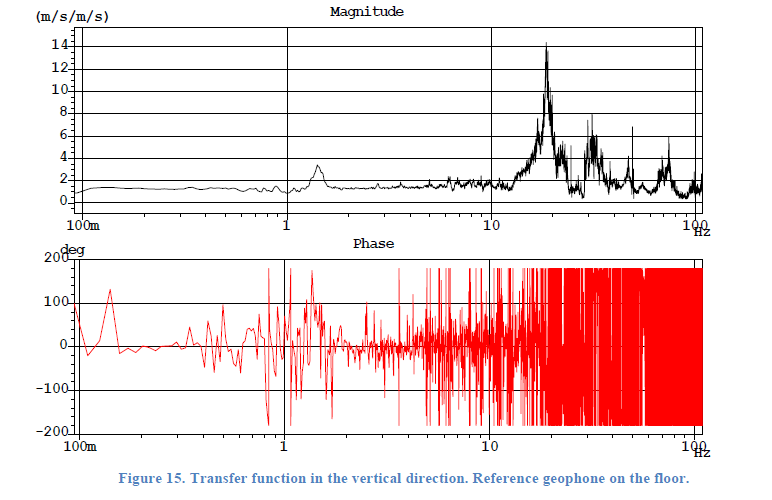 Magnitude
(m/s/m/s)
14
12
10
8
6
4
2
0
100m 1 10 100
Hz
Phase
deg
200
100
0
-100
-200
100m 1 10 100
Hz
Figure 15. Transfer function in the vertical direction. Reference geophone on the floor.